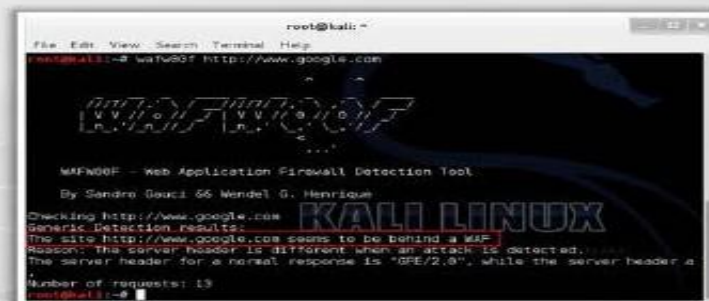 root@kali: ~
File Edit View Search Terminal Help
root@kali:~# wafw00f http://www.google.com
WAFW00F - Web Application Firewall Detection Tool
By Sandro Gauci && Wendel G. Henrique
Checking http://www.google.com
KALI LINUX
Generic Detection results:
The site http://www.google.com seems to be behind a WAF
Reason: The server header is different when an attack is detected.
The server header for a normal response is "GFE/2.0", while the server header a
.
Number of requests: 13
root@kali:~#